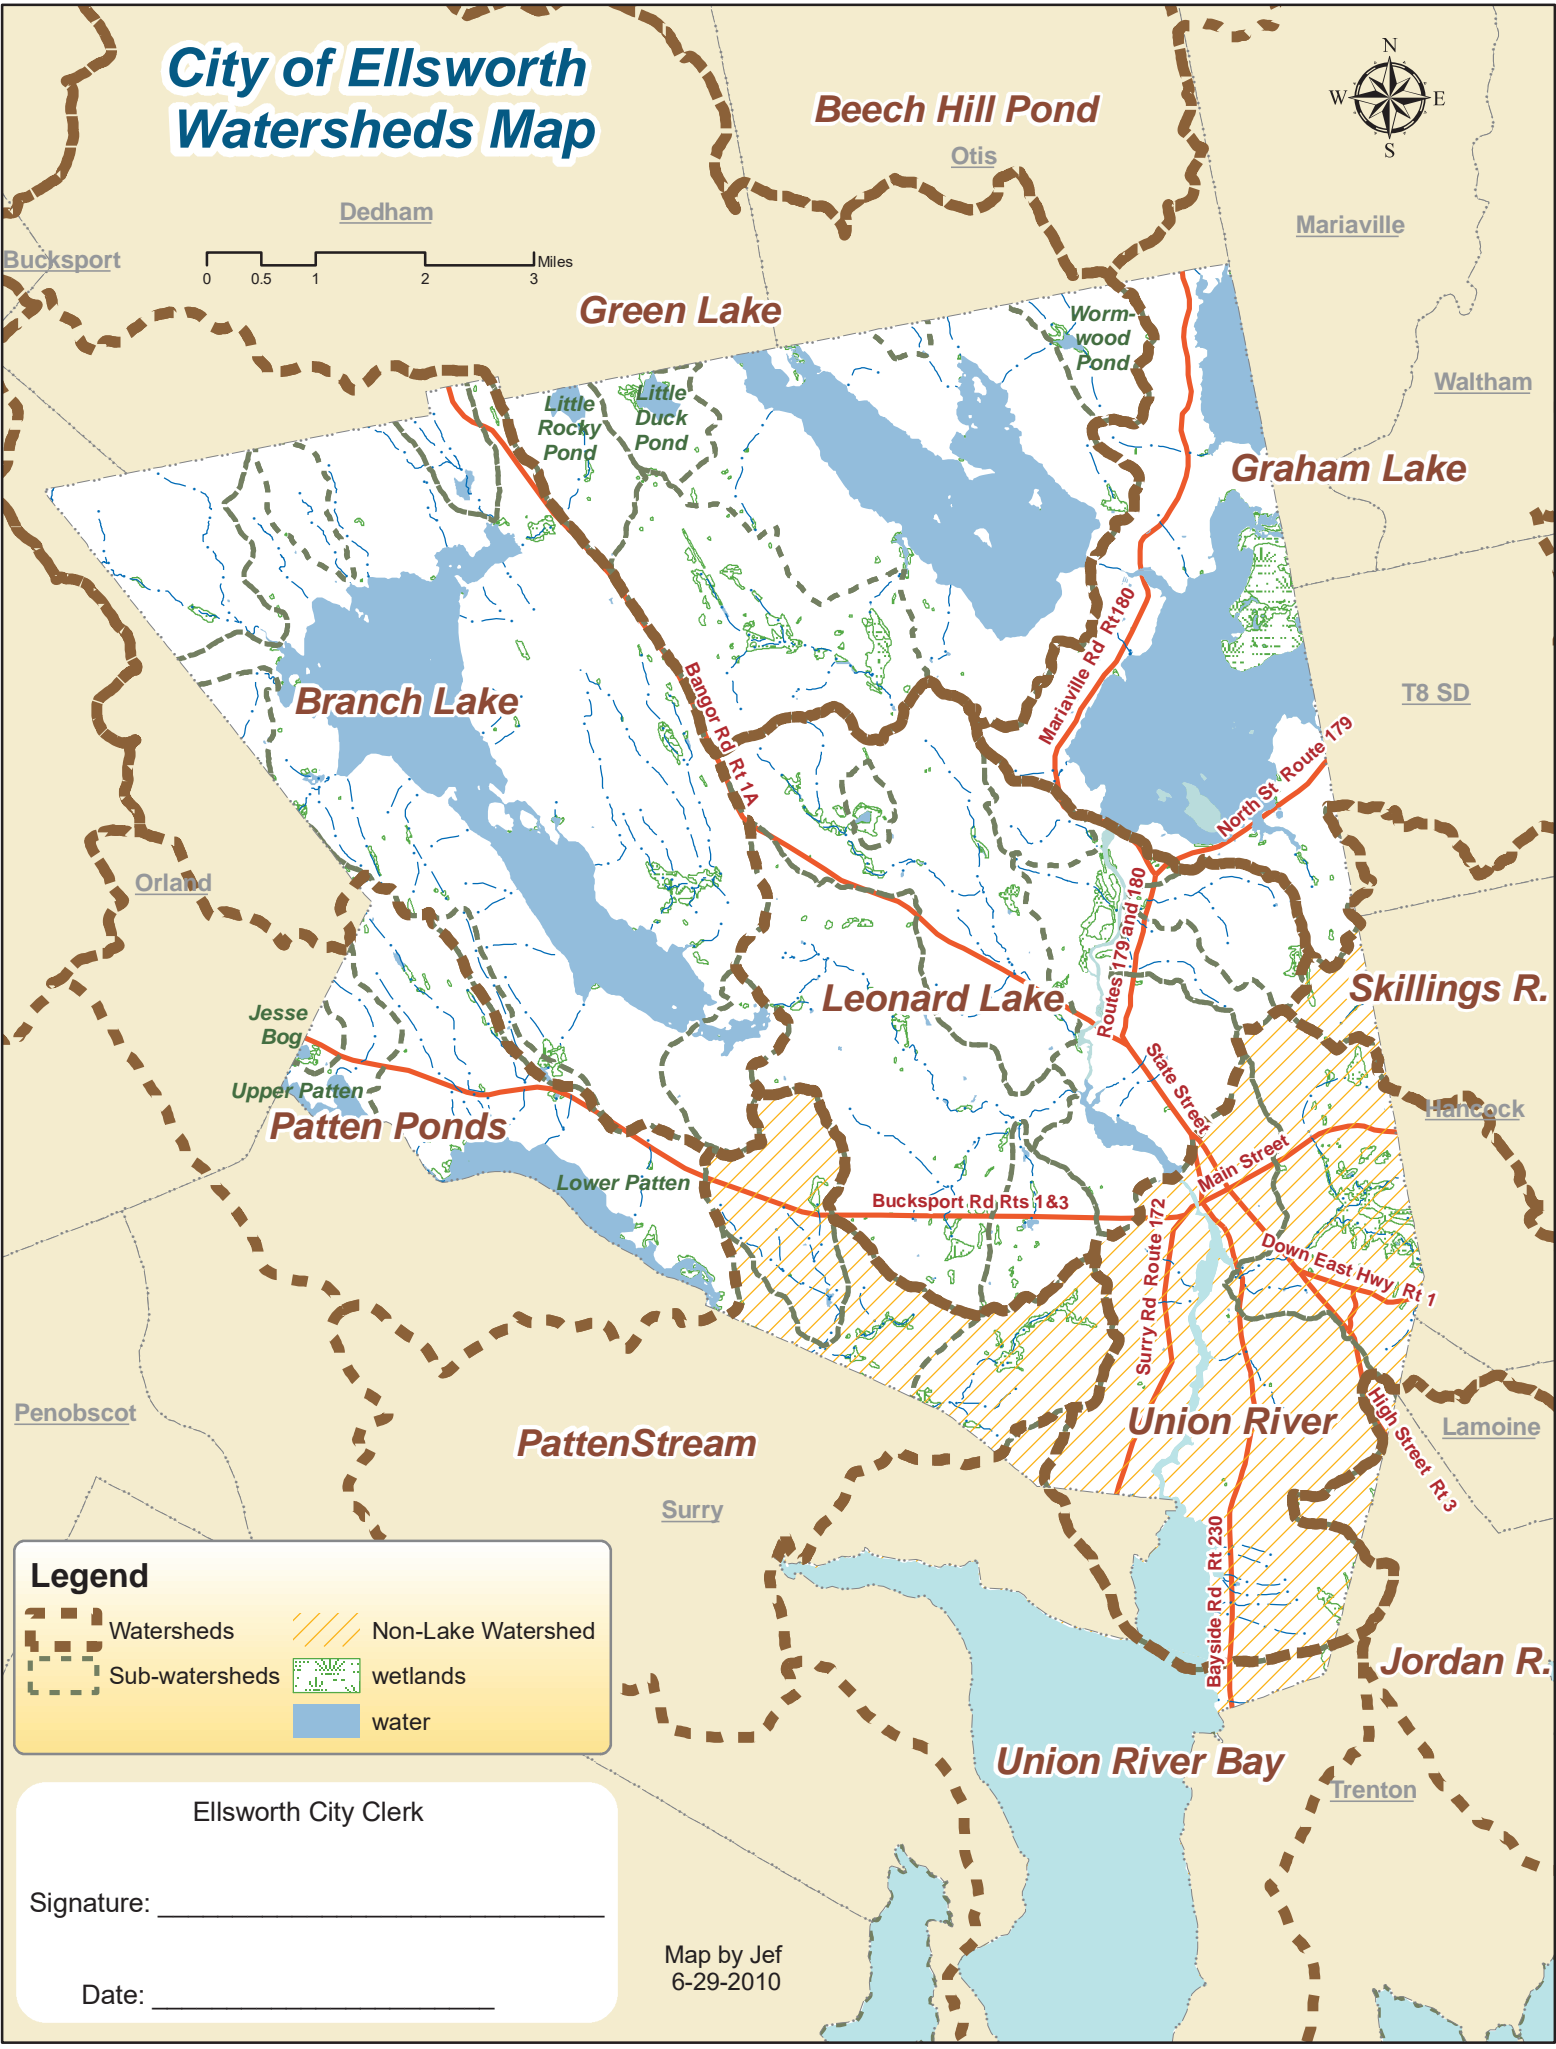 City of Ellsworth
Watersheds Map
N
W
E
S
Beech Hill Pond
Otis
Dedham
Mariaville
Bucksport
0
0.5
1
2
3
Miles
Green Lake
Worm-
wood
Pond
Waltham
Little
Rocky
Pond
Little
Duck
Pond
Graham Lake
Mariaville Rd Rt180
Branch Lake
T8 SD
Bangor Rd Rt 1A
North St Route 179
Orland
Routes 179 and 180
Skillings R.
Leonard Lake
Jesse
Bog
State Street
Upper Patten
Patten Ponds
Hancock
Main Street
Lower Patten
Bucksport Rd Rts 1&3
Surry Rd Route 172
Down East Hwy Rt 1
Penobscot
Union River
High Street Rt 3
Lamoine
PattenStream
Surry
Bayside Rd Rt 230
Legend
Watersheds
Non-Lake Watershed
Sub-watersheds
wetlands
water
Jordan R.
Union River Bay
Trenton
Ellsworth City Clerk
Signature: _______________________________
Date: ________________________
Map by Jef
6-29-2010